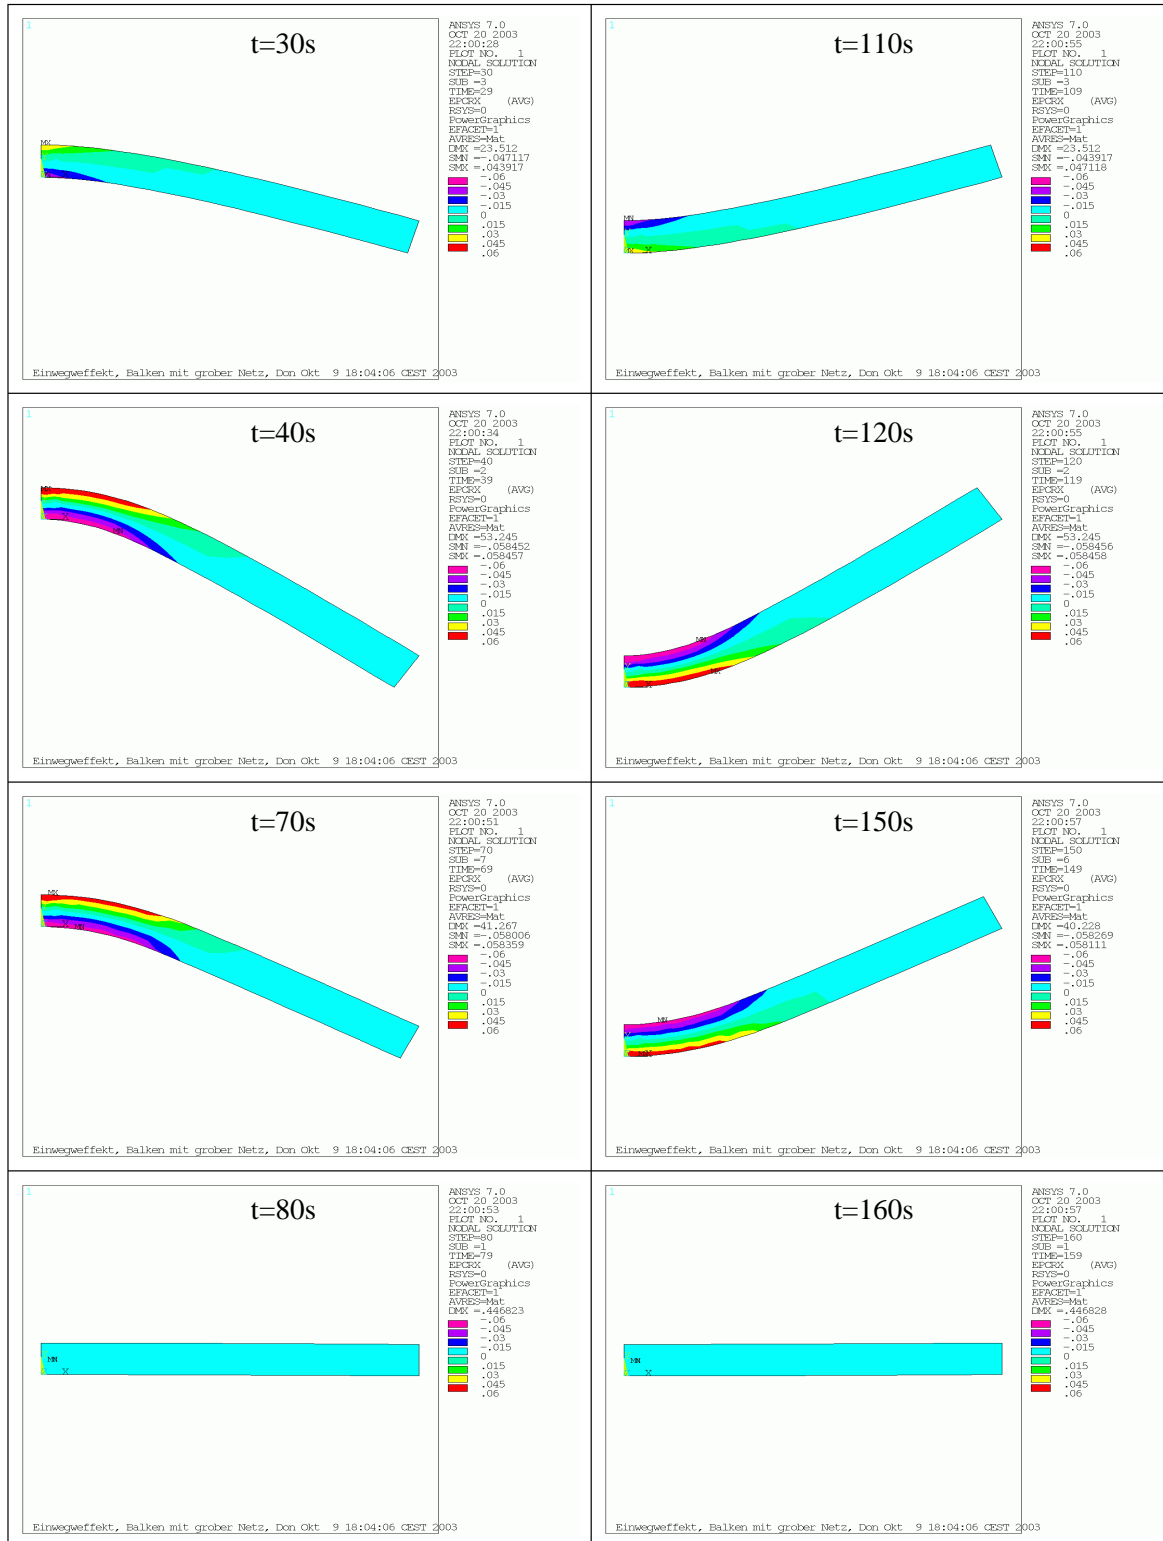 1
t=30s
ANSYS 7.0
OCT 20 2003
22:00:28
PLOT NO.   1
NODAL SOLUTION
STEP=30
SUB =3
TIME=29
EPCRX    (AVG)
RSYS=0
PowerGraphics
EFACET=1
AVRES=Mat
DMX =23.512
SMN =-.047117
SMX =.043917
-.06
-.045
-.03
-.015
0
.015
.03
.045
.06
MX
Einwegweffekt, Balken mit grober Netz, Don Okt  9 18:04:06 CEST 2003
1
t=110s
ANSYS 7.0
OCT 20 2003
22:00:55
PLOT NO.   1
NODAL SOLUTION
STEP=110
SUB =3
TIME=109
EPCRX    (AVG)
RSYS=0
PowerGraphics
EFACET=1
AVRES=Mat
DMX =23.512
SMN =-.043917
SMX =.047118
-.06
-.045
-.03
-.015
0
.015
.03
.045
.06
MN
X
Einwegweffekt, Balken mit grober Netz, Don Okt  9 18:04:06 CEST 2003
1
t=40s
ANSYS 7.0
OCT 20 2003
22:00:34
PLOT NO.   1
NODAL SOLUTION
STEP=40
SUB =2
TIME=39
EPCRX    (AVG)
RSYS=0
PowerGraphics
EFACET=1
AVRES=Mat
DMX =53.245
SMN =-.058452
SMX =.058457
-.06
-.045
-.03
-.015
0
.015
.03
.045
.06
MX
X
MN
Einwegweffekt, Balken mit grober Netz, Don Okt  9 18:04:06 CEST 2003
1
t=120s
ANSYS 7.0
OCT 20 2003
22:00:55
PLOT NO.   1
NODAL SOLUTION
STEP=120
SUB =2
TIME=119
EPCRX    (AVG)
RSYS=0
PowerGraphics
EFACET=1
AVRES=Mat
DMX =53.245
SMN =-.058456
SMX =.058458
-.06
-.045
-.03
-.015
0
.015
.03
.045
.06
MN
MX
X
Einwegweffekt, Balken mit grober Netz, Don Okt  9 18:04:06 CEST 2003
1
t=70s
ANSYS 7.0
OCT 20 2003
22:00:51
PLOT NO.   1
NODAL SOLUTION
STEP=70
SUB =7
TIME=69
EPCRX    (AVG)
RSYS=0
PowerGraphics
EFACET=1
AVRES=Mat
DMX =41.267
SMN =-.058006
SMX =.058359
-.06
-.045
-.03
-.015
0
.015
.03
.045
.06
MX
X MN
Einwegweffekt, Balken mit grober Netz, Don Okt  9 18:04:06 CEST 2003
1
t=150s
ANSYS 7.0
OCT 20 2003
22:00:57
PLOT NO.   1
NODAL SOLUTION
STEP=150
SUB =6
TIME=149
EPCRX    (AVG)
RSYS=0
PowerGraphics
EFACET=1
AVRES=Mat
DMX =40.228
SMN =-.058269
SMX =.058111
-.06
-.045
-.03
-.015
0
.015
.03
.045
.06
MN
MX
Einwegweffekt, Balken mit grober Netz, Don Okt  9 18:04:06 CEST 2003
1
t=80s
ANSYS 7.0
OCT 20 2003
22:00:53
PLOT NO.   1
NODAL SOLUTION
STEP=80
SUB =1
TIME=79
EPCRX    (AVG)
RSYS=0
PowerGraphics
EFACET=1
AVRES=Mat
DMX =.446823
-.06
-.045
-.03
-.015
0
.015
.03
.045
.06
MN
X
Einwegweffekt, Balken mit grober Netz, Don Okt  9 18:04:06 CEST 2003
1
t=160s
ANSYS 7.0
OCT 20 2003
22:00:57
PLOT NO.   1
NODAL SOLUTION
STEP=160
SUB =1
TIME=159
EPCRX    (AVG)
RSYS=0
PowerGraphics
EFACET=1
AVRES=Mat
DMX =.446828
-.06
-.045
-.03
-.015
0
.015
.03
.045
.06
MN
X
Einwegweffekt, Balken mit grober Netz, Don Okt  9 18:04:06 CEST 2003